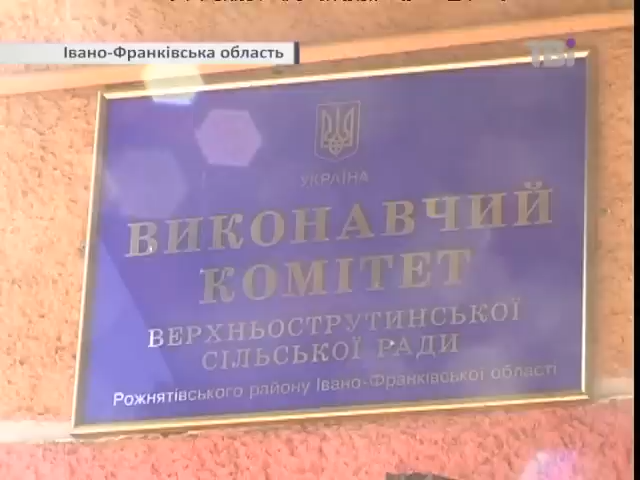 Івано-Франківська область
ТВі
УКРАЇНА
ВИКОНАВЧИЙ
КОМІТЕТ
ВЕРХНЬОСТРУТИНСЬКОЇ
СІЛЬСЬКОЇ РАДИ
Рожнятівського району Івано-Франківської області